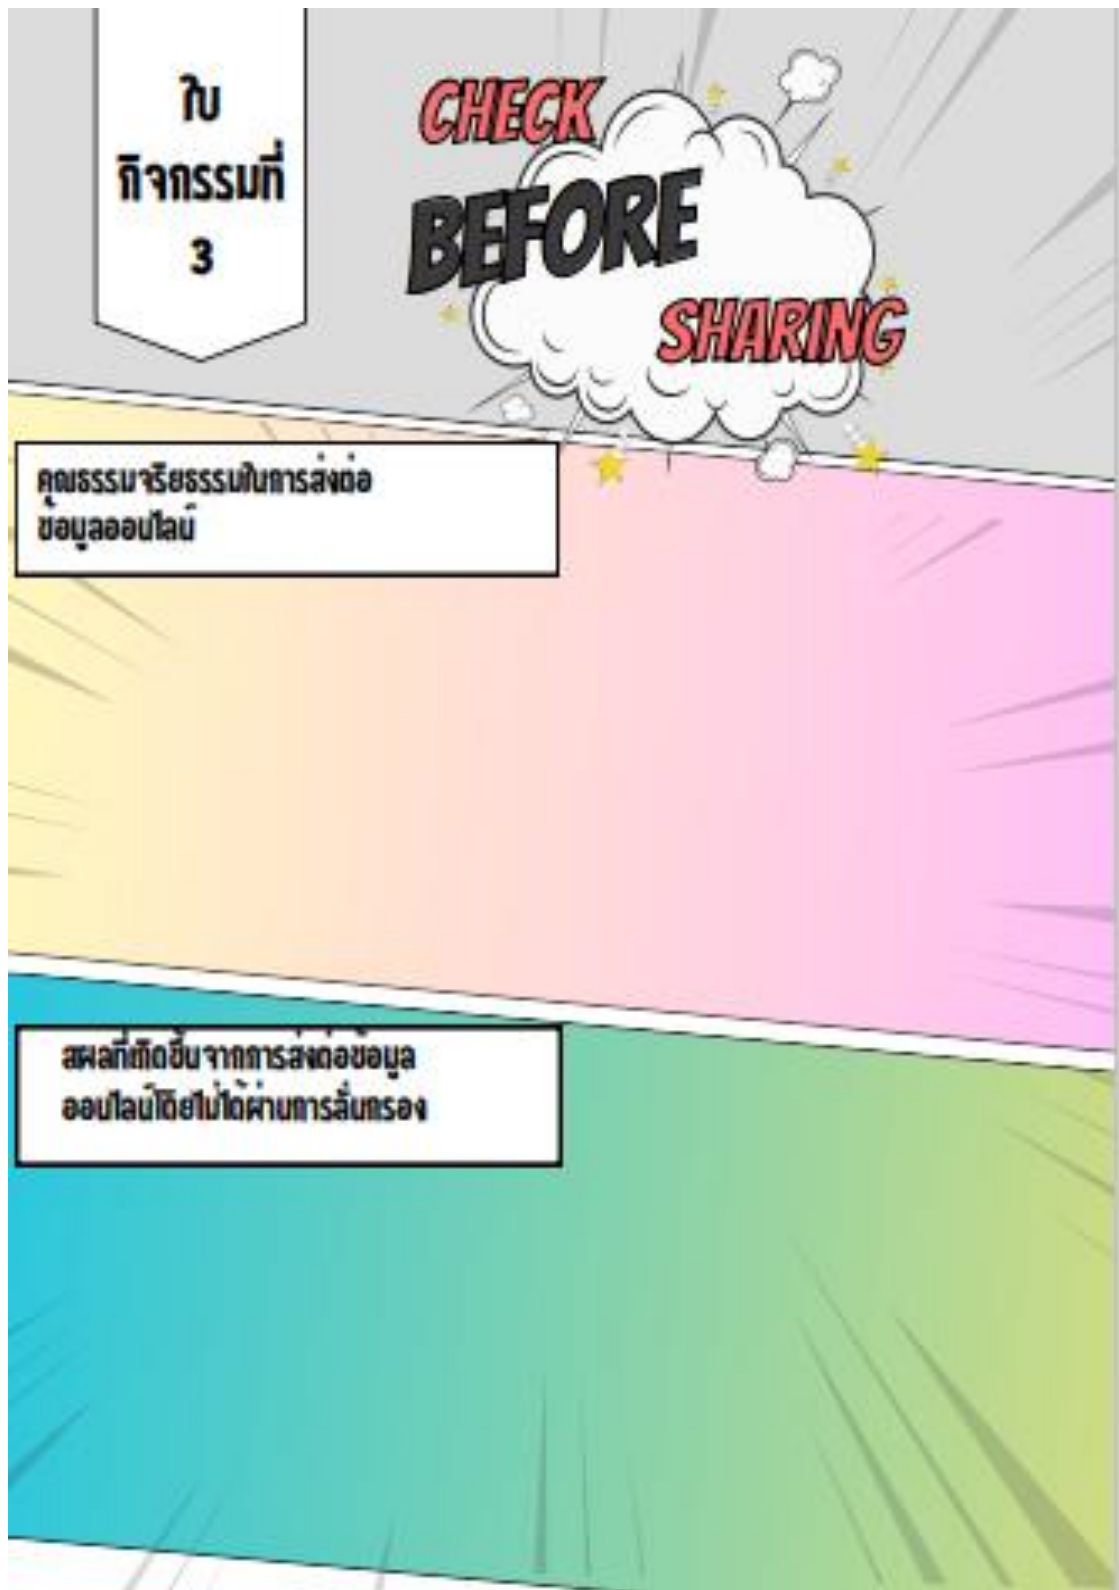 ใบ
กิจกรรมที่
3
CHECK
BEFORE
SHARING
คุณธรรมจริยธรรมในการส่งต่อ
ข้อมูลออนไลน์
สผลที่เกิดขึ้นจากการส่งต่อข้อมูล
ออนไลน์โดยไม่ได้ผ่านการลั่นกรอง